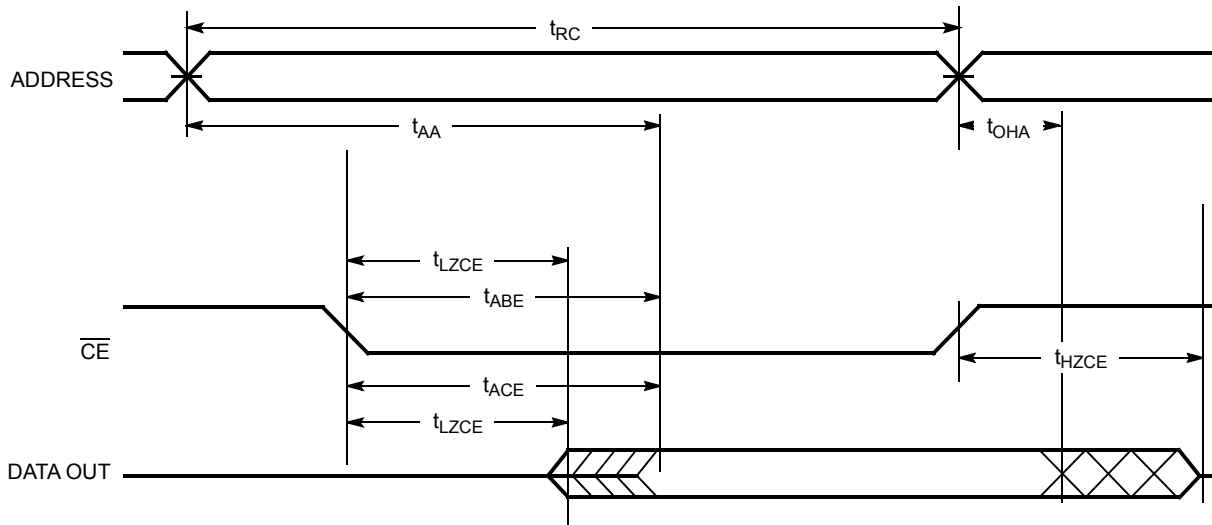 tRC
ADDRESS
tAA
tOHA
tLZCE
tABE
CE
tHZCE
tACE
tLZCE
DATA OUT